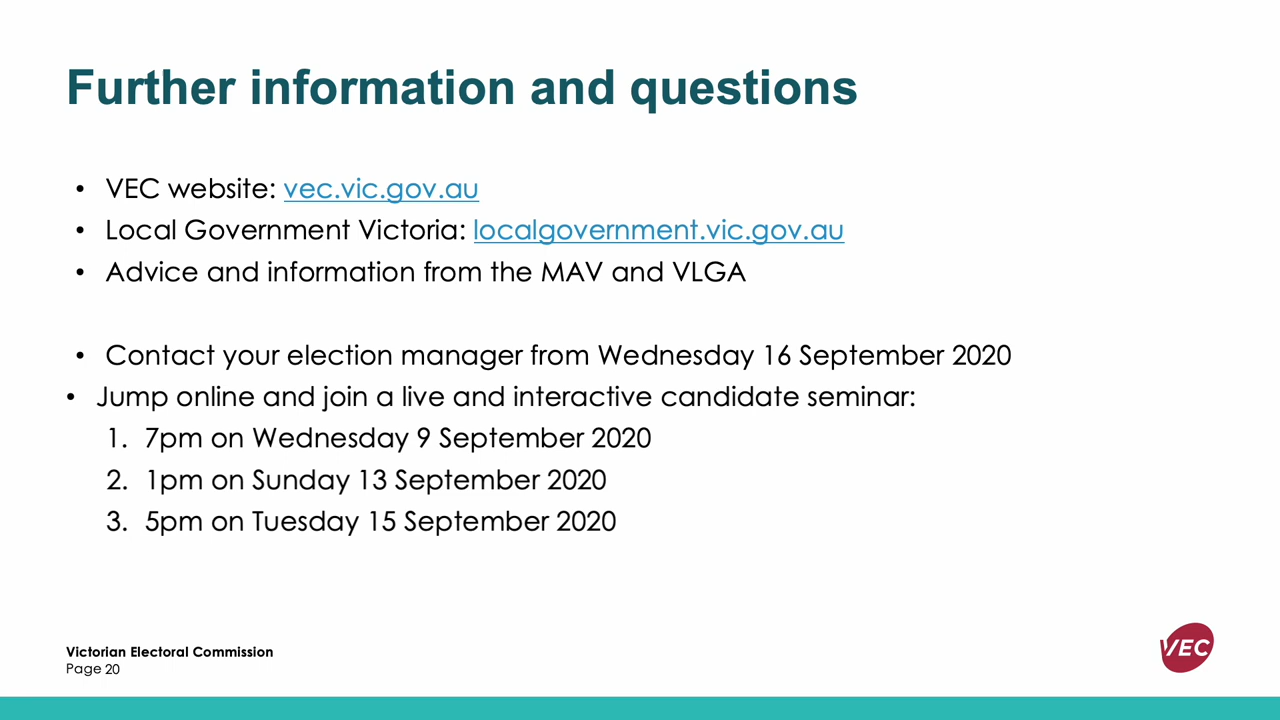 Further information and questions
• VEC website: vec.vic.gov.au
• Local Government Victoria: localgovernment.vic.gov.au
• Advice and information from the MAV and VLGA
• Contact your election manager from Wednesday 16 September 2020
• Jump online and join a live and interactive candidate seminar:
1. 7pm on Wednesday 9 September 2020
2. 1pm on Sunday 13 September 2020
3. 5pm on Tuesday 15 September 2020
Victorian Electoral Commission
Page 20
VEC